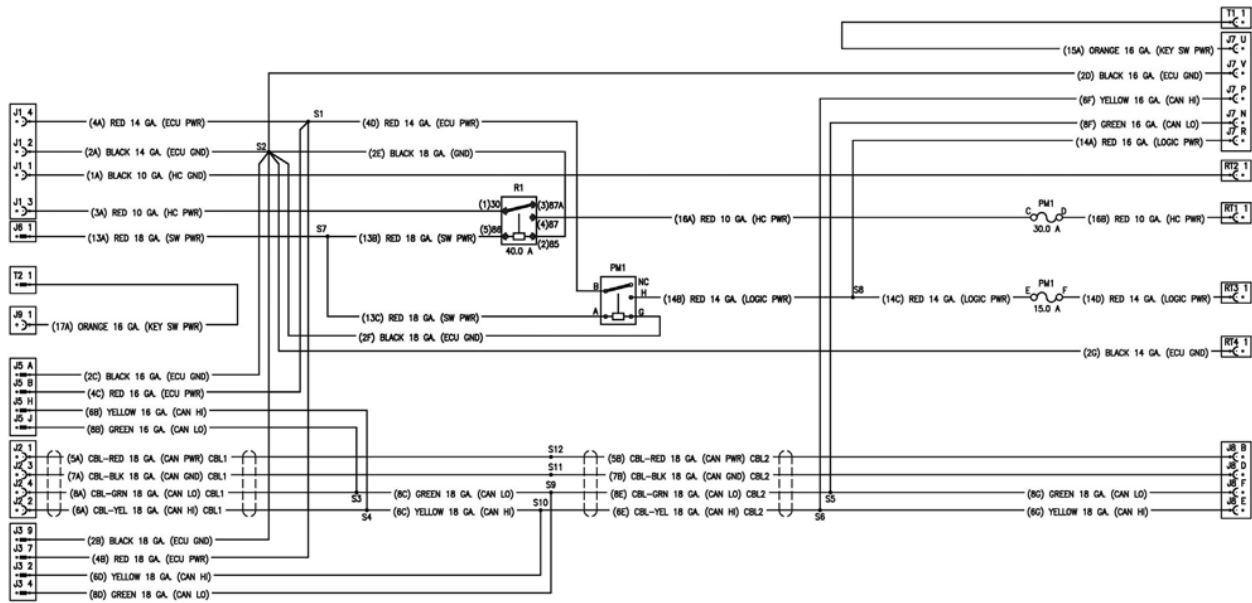 T1 1
J7 U
(15A) ORANGE 16 GA. (KEY SW PWR)
J7 V
(2D) BLACK 16 GA. (ECU GND)
J7 P
(6F) YELLOW 16 GA. (CAN HI)
J1 4
(4A) RED 14 GA. (ECU PWR)
S1
(4D) RED 14 GA. (ECU PWR)
J7 N
(8F) GREEN 16 GA. (CAN LO)
J7 R
(14A) RED 16 GA. (LOGIC PWR)
J1 2
(2A) BLACK 14 GA. (ECU GND)
S2
(2E) BLACK 18 GA. (GND)
J1 1
(1A) BLACK 10 GA. (HC GND)
RT2 1
R1
J1 3
(3A) RED 10 GA. (HC PWR)
(1)30
(3)87A
(16A) RED 10 GA. (HC PWR)
PM1
C
D
30.0 A
(16B) RED 10 GA. (HC PWR)
RT1 1
J6 1
(13A) RED 18 GA. (SW PWR)
S7
(13B) RED 18 GA. (SW PWR)
(5)86
(4)87
(2)85
40.0 A
T2 1
PM1
B
NC
H
(14B) RED 14 GA. (LOGIC PWR)
S8
(14C) RED 14 GA. (LOGIC PWR)
PM1
E
F
15.0 A
(14D) RED 14 GA. (LOGIC PWR)
RT3 1
J9 1
(17A) ORANGE 16 GA. (KEY SW PWR)
(13C) RED 18 GA. (SW PWR)
A
G
(2F) BLACK 18 GA. (ECU GND)
(2G) BLACK 14 GA. (ECU GND)
RT4 1
J5 A
(2C) BLACK 16 GA. (ECU GND)
J5 B
(4C) RED 16 GA. (ECU PWR)
J5 H
(6B) YELLOW 16 GA. (CAN HI)
J5 J
(8B) GREEN 16 GA. (CAN LO)
J2 1
(5A) CBL-RED 18 GA. (CAN PWR) CBL1
S12
(5B) CBL-RED 18 GA. (CAN PWR) CBL2
J8 B
J2 3
(7A) CBL-BLK 18 GA. (CAN GND) CBL1
S11
(7B) CBL-BLK 18 GA. (CAN GND) CBL2
J8 D
J2 4
(8A) CBL-GRN 18 GA. (CAN LO) CBL1
S3
(8C) GREEN 18 GA. (CAN LO)
S9
(8E) CBL-GRN 18 GA. (CAN LO) CBL2
S5
(8G) GREEN 18 GA. (CAN LO)
J8 F
J2 2
(6A) CBL-YEL 18 GA. (CAN HI) CBL1
S4
(6C) YELLOW 18 GA. (CAN HI)
S10
(6E) CBL-YEL 18 GA. (CAN HI) CBL2
S6
(6G) YELLOW 18 GA. (CAN HI)
J8 E
J3 9
(2B) BLACK 18 GA. (ECU GND)
J3 7
(4B) RED 18 GA. (ECU PWR)
J3 2
(6D) YELLOW 18 GA. (CAN HI)
J3 4
(8D) GREEN 18 GA. (CAN LO)